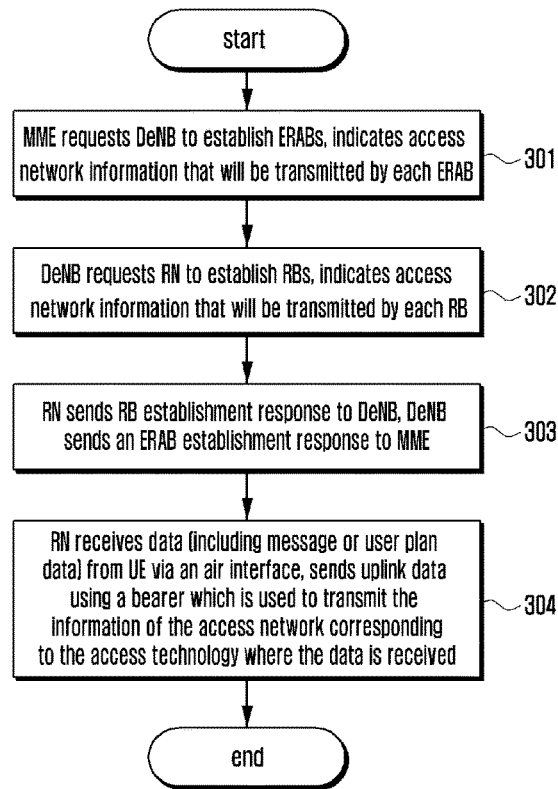 start
MME requests DeNB to establish ERABs, indicates access
network information that will be transmitted by each ERAB
301
DeNB requests RN to establish RBs, indicates access
network information that will be transmitted by each RB
302
RN sends RB establishment response to DeNB, DeNB
sends an ERAB establishment response to MME
303
RN receives data (including message or user plan
data) from UE via an air interface, sends uplink data
using a bearer which is used to transmit the
information of the access network corresponding
to the access technology where the data is received
304
end